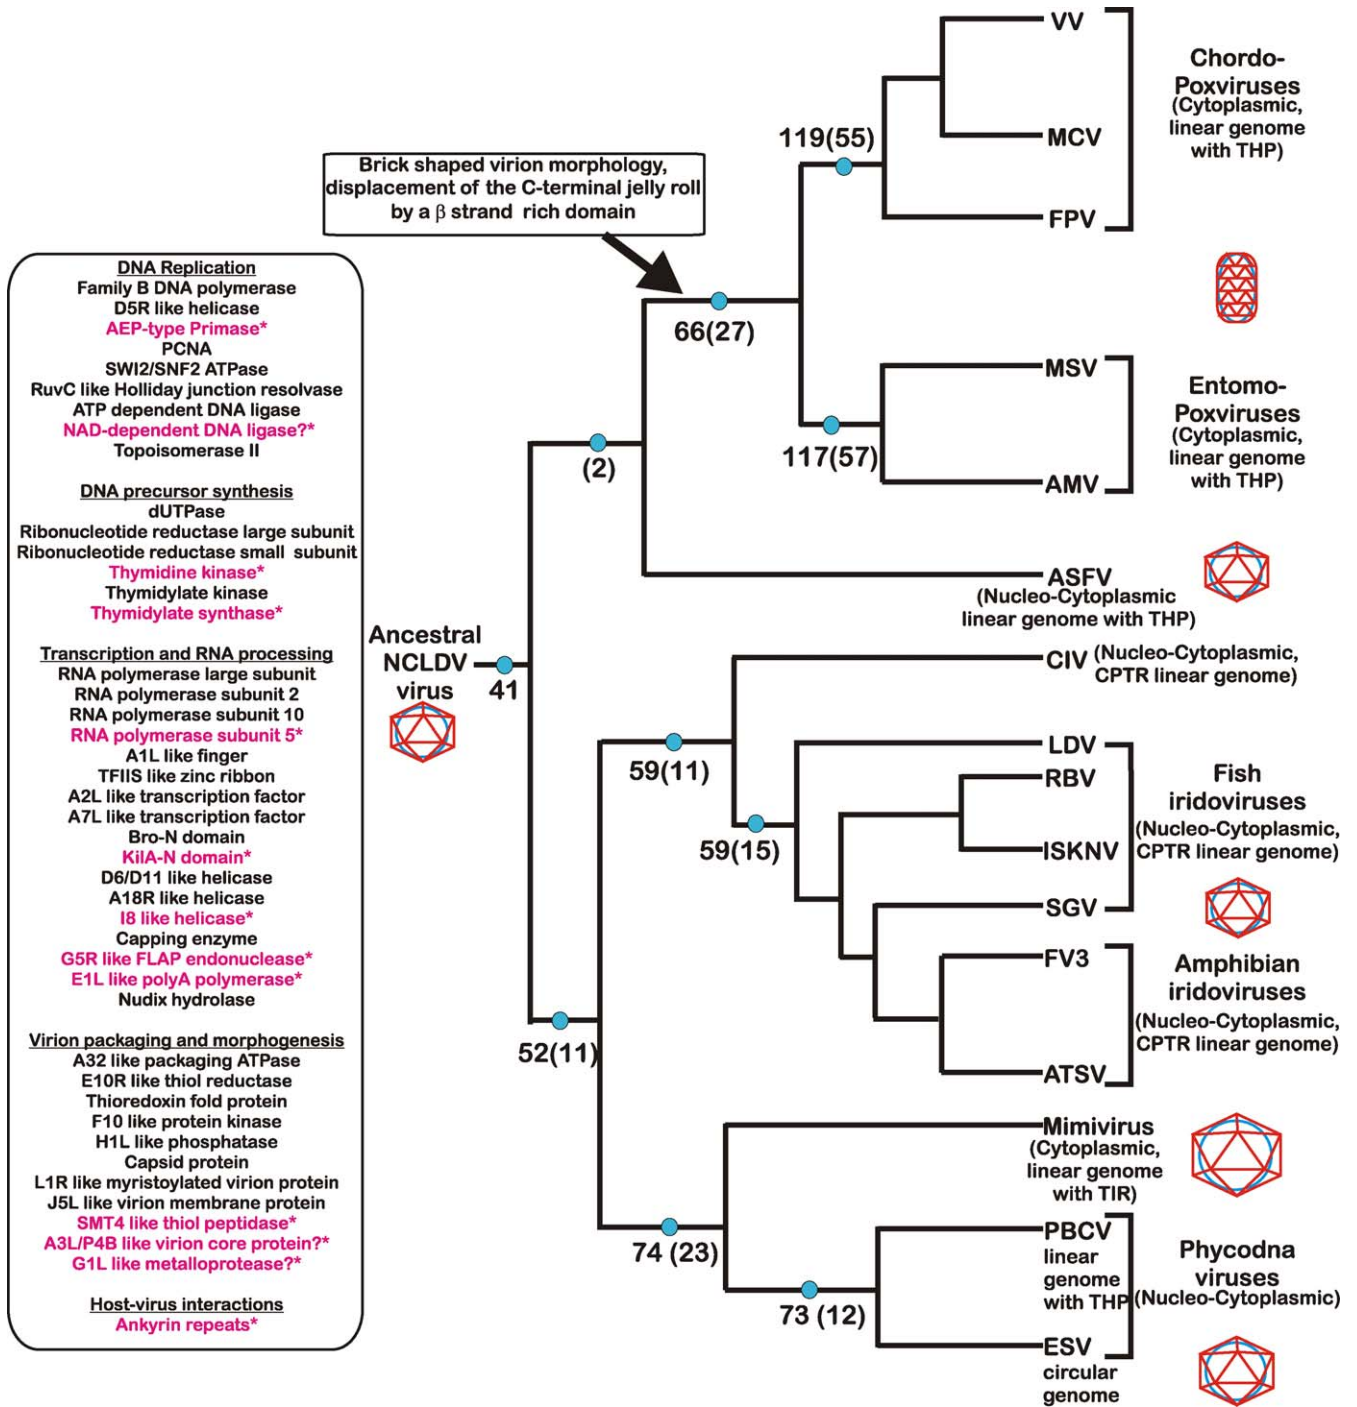 Brick shaped virion morphology,
displacement of the C-terminal jelly roll
by a β strand rich domain
DNA Replication
Family B DNA polymerase
D5R like helicase
AEP-type Primase*
PCNA
SWI2/SNF2 ATPase
RuvC like Holliday junction resolvase
ATP dependent DNA ligase
NAD-dependent DNA ligase?*
Topoisomerase II
DNA precursor synthesis
dUTPase
Ribonucleotide reductase large subunit
Ribonucleotide reductase small subunit
Thymidine kinase*
Thymidylate kinase
Thymidylate synthase*
Transcription and RNA processing
RNA polymerase large subunit
RNA polymerase subunit 2
RNA polymerase subunit 10
RNA polymerase subunit 5*
A1L like finger
TFIIS like zinc ribbon
A2L like transcription factor
A7L like transcription factor
Bro-N domain
KilA-N domain*
D6/D11 like helicase
A18R like helicase
I8 like helicase*
Capping enzyme
G5R like FLAP endonuclease*
E1L like polyA polymerase*
Nudix hydrolase
Virion packaging and morphogenesis
A32 like packaging ATPase
E10R like thiol reductase
Thioredoxin fold protein
F10 like protein kinase
H1L like phosphatase
Capsid protein
L1R like myristoylated virion protein
J5L like virion membrane protein
SMT4 like thiol peptidase*
A3L/P4B like virion core protein?*
G1L like metalloprotease?*
Host-virus interactions
Ankyrin repeats*
Ancestral
NCLDV
virus
41
(2)
66(27)
119(55)
117(57)
52(11)
59(11)
59(15)
74 (23)
73 (12)
VV
MCV
FPV
Chordo-
Poxviruses
(Cytoplasmic,
linear genome
with THP)
MSV
AMV
Entomo-
Poxviruses
(Cytoplasmic,
linear genome
with THP)
ASFV
(Nucleo-Cytoplasmic
linear genome with THP)
CIV (Nucleo-Cytoplasmic,
CPTR linear genome)
LDV
RBV
ISKNV
SGV
Fish
iridoviruses
(Nucleo-Cytoplasmic,
CPTR linear genome)
FV3
ATSV
Amphibian
iridoviruses
(Nucleo-Cytoplasmic,
CPTR linear genome)
Mimivirus
(Cytoplasmic,
linear genome
with TIR)
PBCV
linear
genome
with THP
ESV
circular
genome
Phycodna
viruses
(Nucleo-Cytoplasmic)